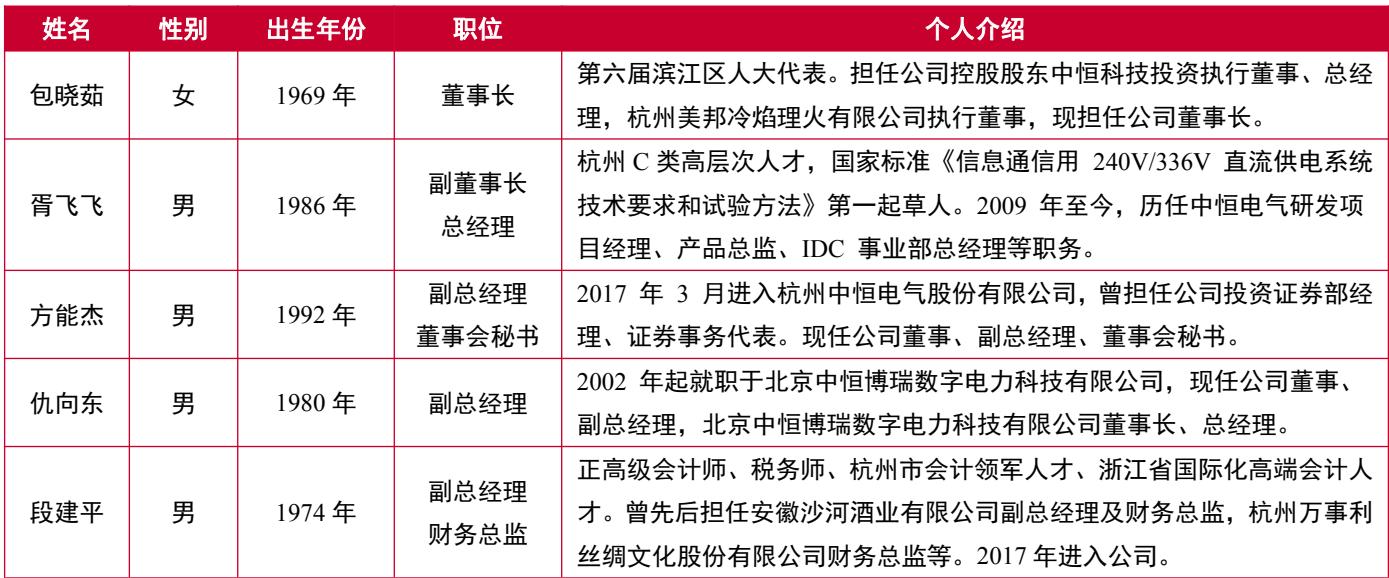 姓名 性别 出生年份 职位 个人介绍
包晓茹 女 1969 年 董事长 第六届滨江区人大代表。担任公司控股股东中恒科技投资执行董事、总经
理，杭州美邦冷焰理火有限公司执行董事，现担任公司董事长。
胥飞飞 男 1986 年 副董事长
总经理
杭州 C 类高层次人才，国家标准《信息通信用 240V/336V 直流供电系统
技术要求和试验方法》第一起草人。2009 年至今，历任中恒电气研发项
目经理、产品总监、IDC 事业部总经理等职务。
方能杰 男 1992 年 副总经理
董事会秘书
2017 年 3 月进入杭州中恒电气股份有限公司，曾担任公司投资证券部经
理、证券事务代表。现任公司董事、副总经理、董事会秘书。
仇向东 男 1980 年 副总经理 2002 年起就职于北京中恒博瑞数字电力科技有限公司，现任公司董事、
副总经理，北京中恒博瑞数字电力科技有限公司董事长、总经理。
段建平 男 1974 年 副总经理
财务总监
正高级会计师、税务师、杭州市会计领军人才、浙江省国际化高端会计人
才。曾先后担任安徽沙河酒业有限公司副总经理及财务总监，杭州万事利
丝绸文化股份有限公司财务总监等。2017 年进入公司。